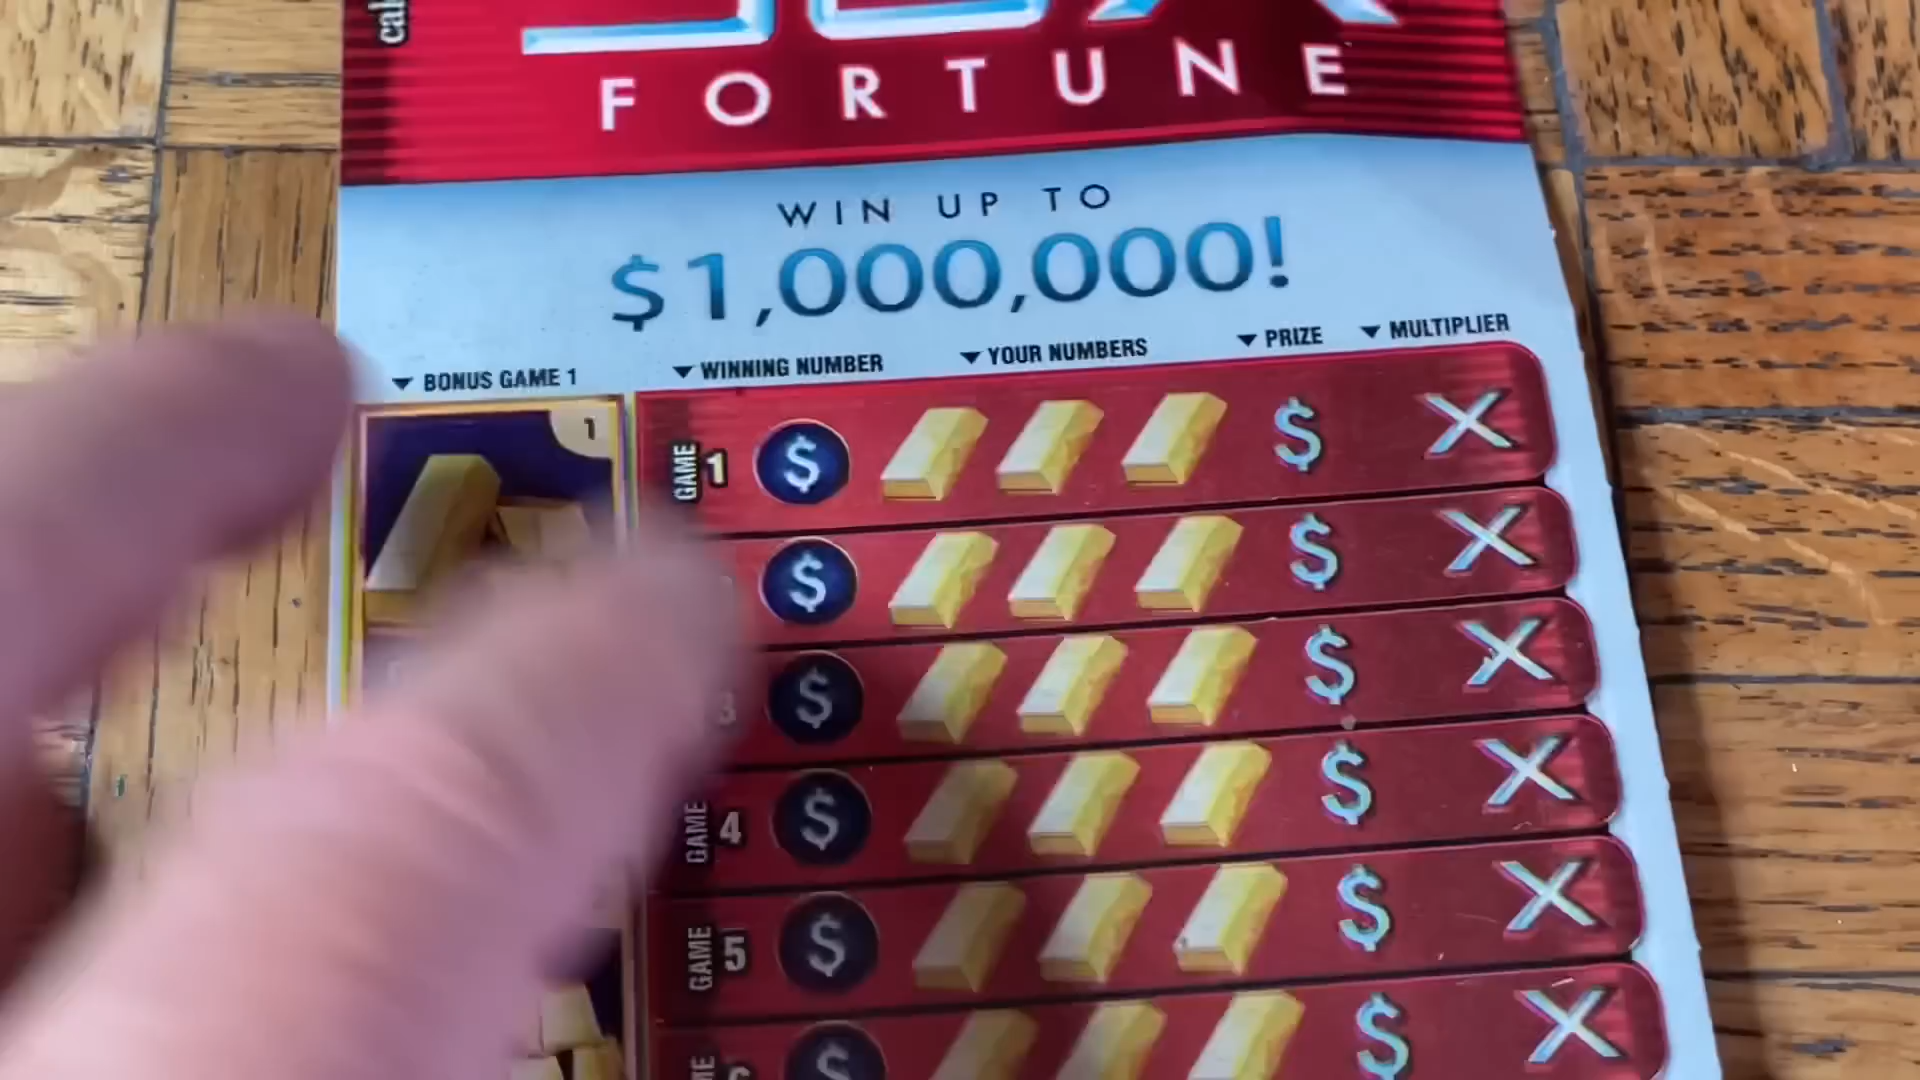 FORTUNE
WIN UP TO
$1,000,000!
BONUS GAME 1
WINNING NUMBER
YOUR NUMBERS
PRIZE
MULTIPLIER
1
GAME 1
$ $ X
$ $ X
3 $ $ X
GAME 4 $ $ X
GAME 5 $ $ X
$ $ X